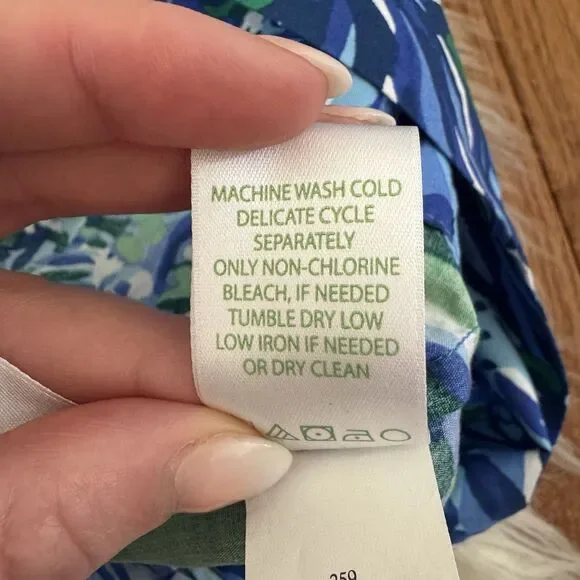 MACHINE WASH COLD
DELICATE CYCLE
SEPARATELY
ONLY NON-CHLORINE
BLEACH, IF NEEDED
TUMBLE DRY LOW
LOW IRON IF NEEDED
OR DRY CLEAN
259